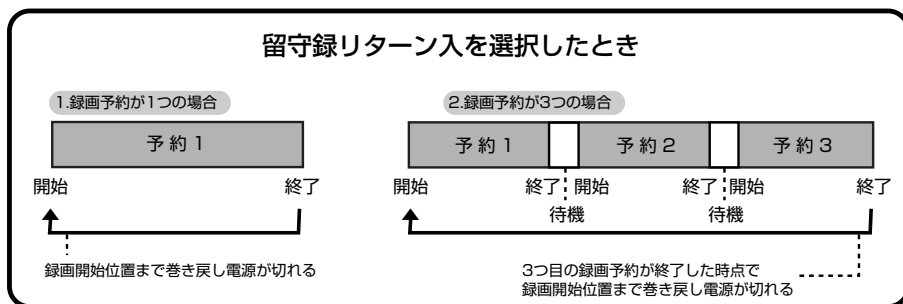 留守録リターン入を選択したとき
1.録画予約が1つの場合
予約1
開始
終了
録画開始位置まで巻き戻し電源が切れる
2.録画予約が3つの場合
予約1
予約2
予約3
開始
終了
開始
終了
開始
終了
待機
待機
3つ目の録画予約が終了した時点で
録画開始位置まで巻き戻し電源が切れる